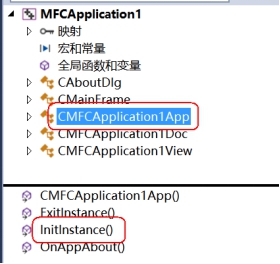 MFCApplication1
映射
宏和常量
全局函数和变量
CAboutDlg
CMainFrame
CMFCApplication1App
CMFCApplication1Doc
CMFCApplication1View
CMFCApplication1App()
ExitInstance()
InitInstance()
OnAppAbout()